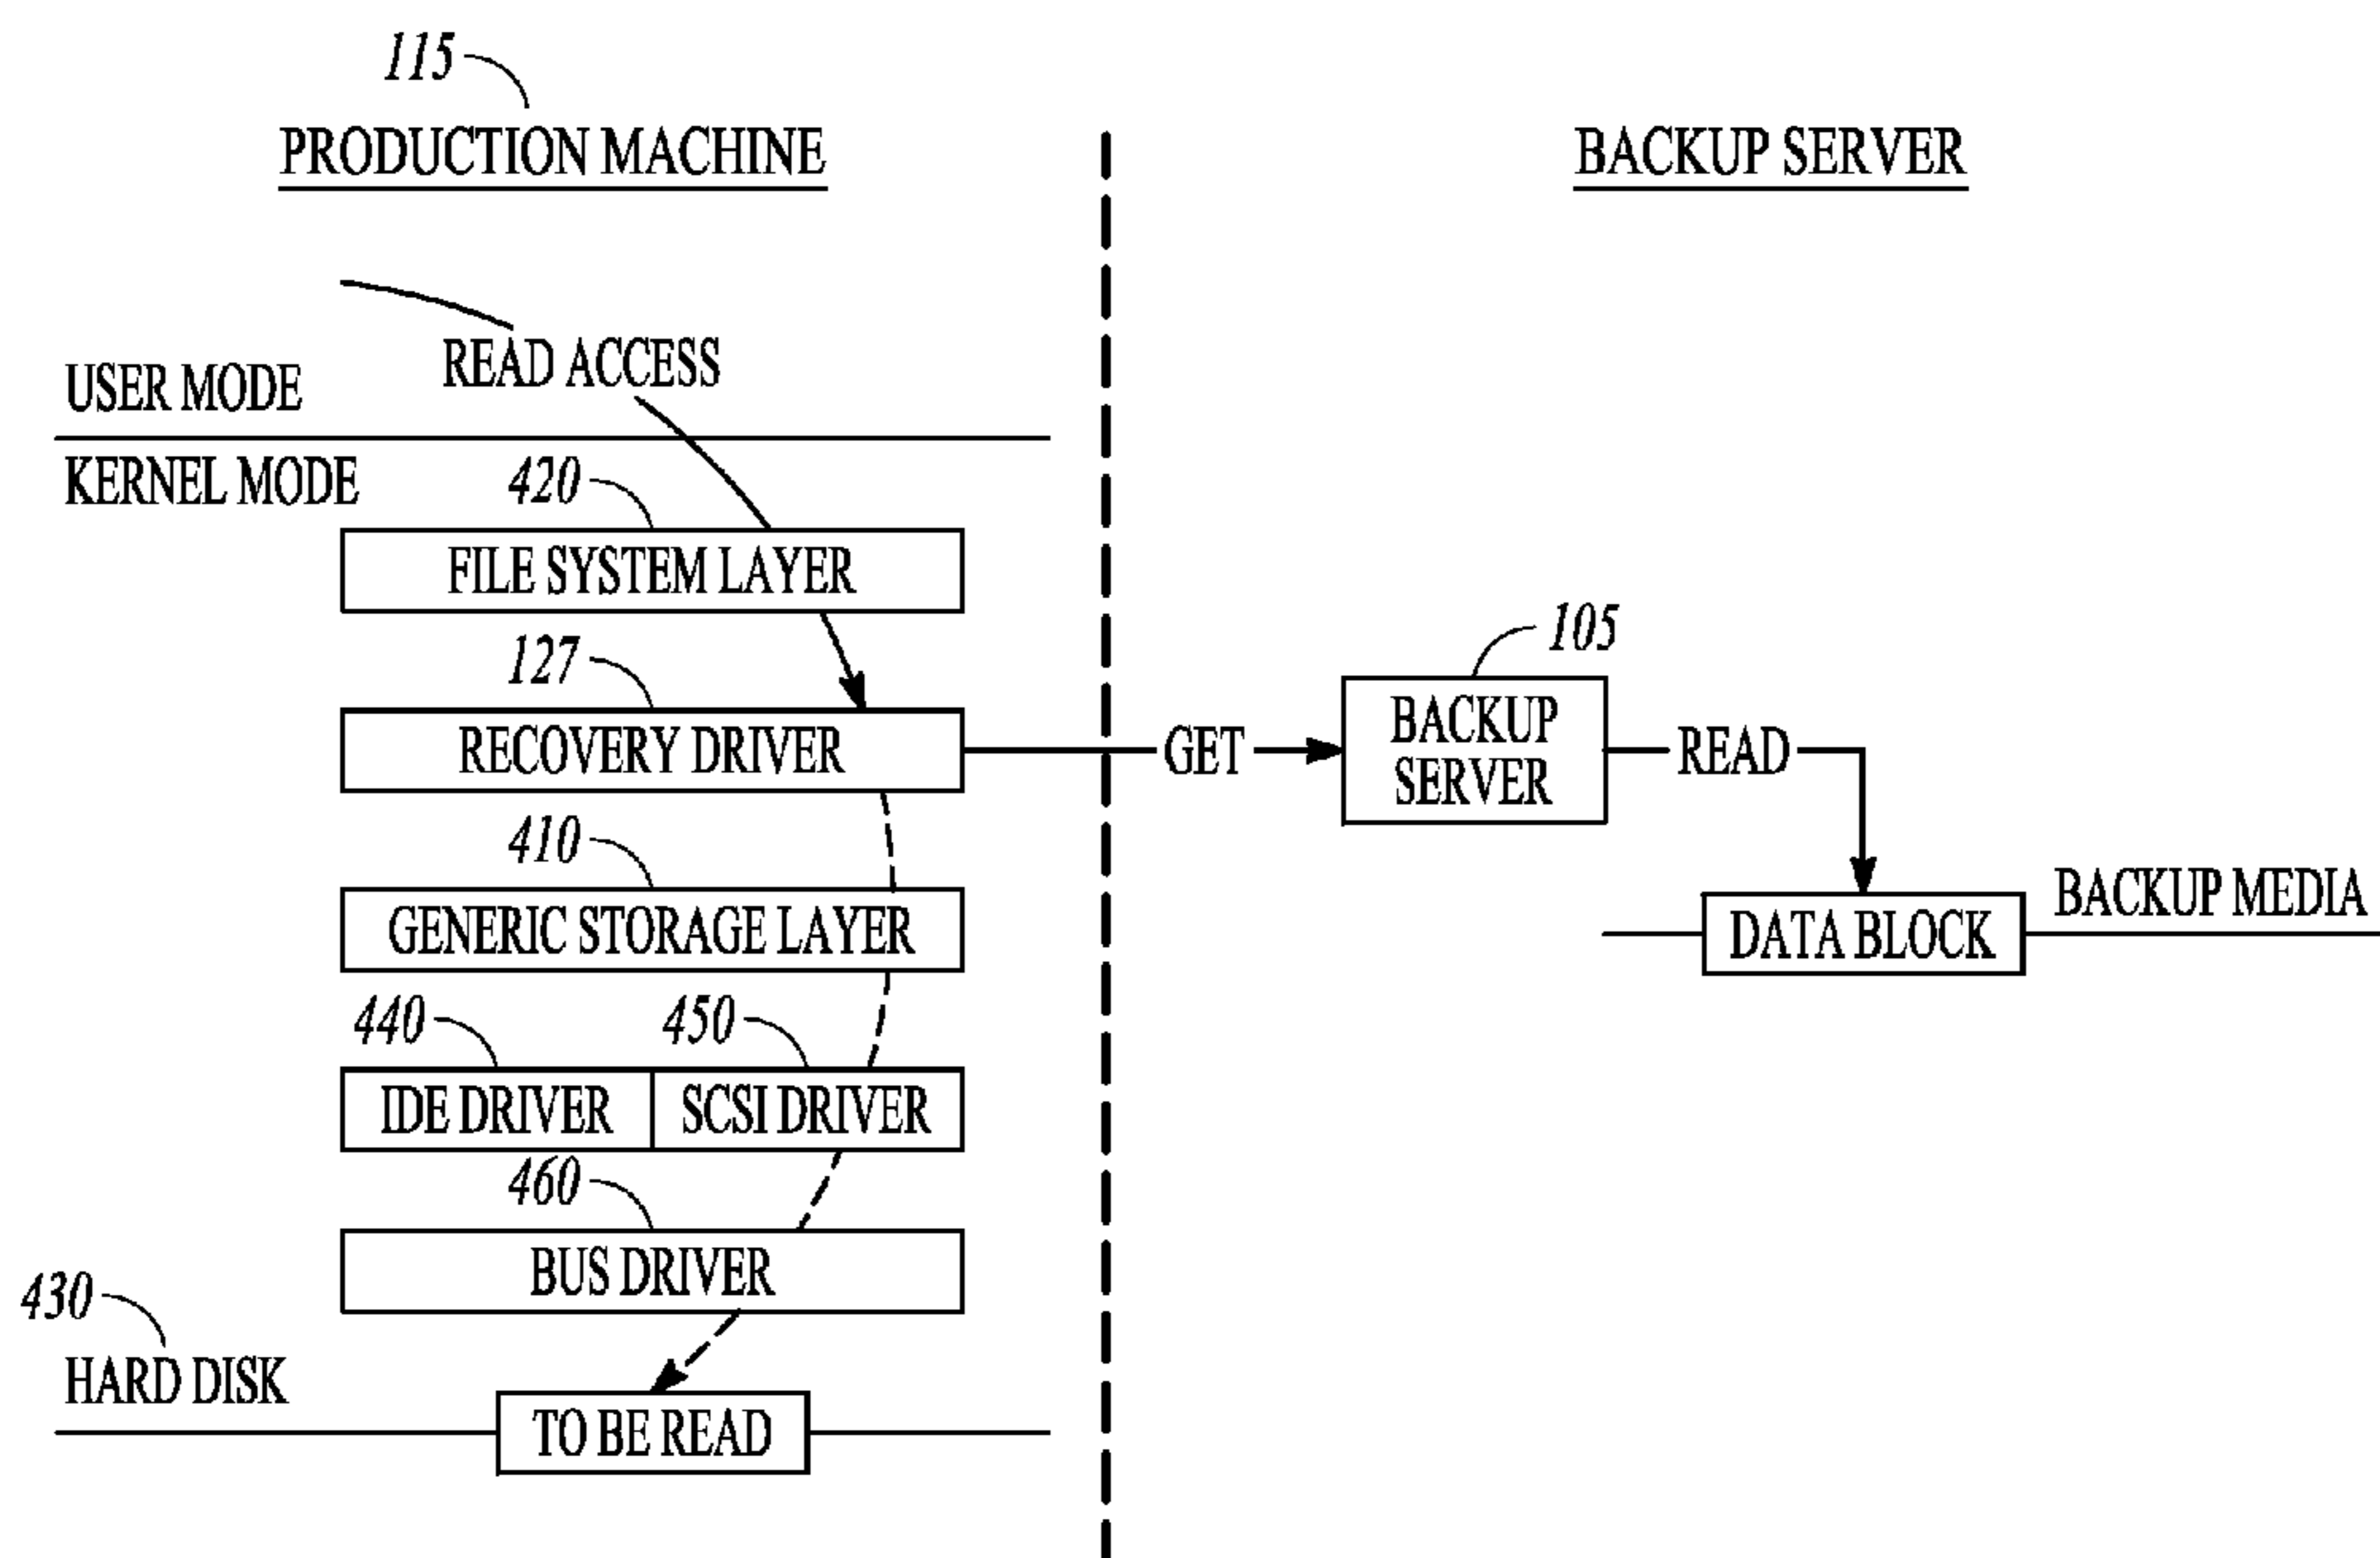 115
PRODUCTION MACHINE
BACKUP SERVER
READ ACCESS
USER MODE
KERNEL MODE
420
FILE SYSTEM LAYER
127
RECOVERY DRIVER
GET
105
BACKUP
SERVER
READ
410
GENERIC STORAGE LAYER
DATA BLOCK
BACKUP MEDIA
440
450
IDE DRIVER
SCSI DRIVER
460
BUS DRIVER
430
HARD DISK
TO BE READ